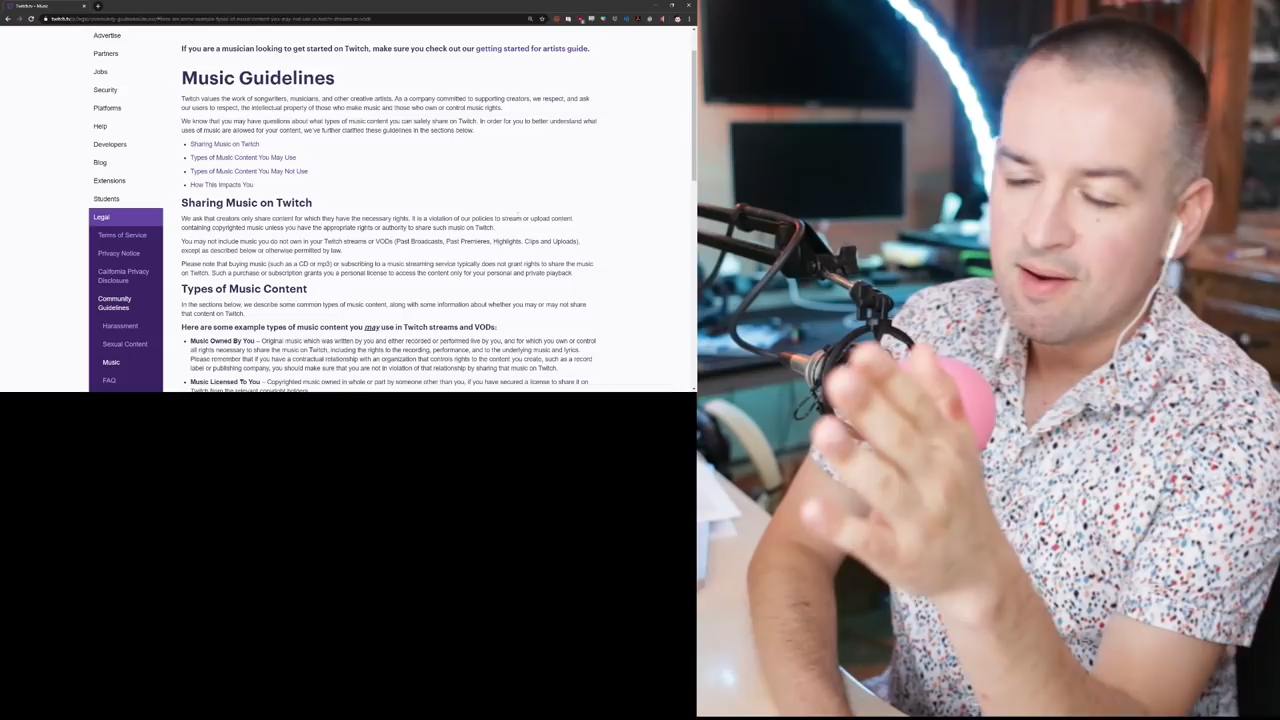 Twitch.tv - Music
Advertise
Partners
Jobs
Security
Platforms
Help
Developers
Blog
Extensions
Students
Legal
Terms of Service
Privacy Notice
California Privacy
Disclosure
Community
Guidelines
Harassment
Sexual Content
Music
FAQ
If you are a musician looking to get started on Twitch, make sure you check out our getting started for artists guide.
Music Guidelines
Twitch values the work of songwriters, musicians, and other creative artists. As a company committed to supporting creators, we respect, and ask
our users to respect, the intellectual property of those who make music and those who own or control music rights.
We know that you may have questions about what types of music content you can safely share on Twitch. In order for you to better understand what
uses of music are allowed for your content, we've further clarified these guidelines in the sections below.
• Sharing Music on Twitch
• Types of Music Content You May Use
• Types of Music Content You May Not Use
• How This Impacts You
Sharing Music on Twitch
We ask that creators only share content for which they have the necessary rights. It is a violation of our policies to stream or upload content
containing copyrighted music unless you have the appropriate rights or authority to share such music on Twitch.
You may not include music you do not own in your Twitch streams or VODs (Past Broadcasts, Past Premieres, Highlights, Clips and Uploads),
except as described below or otherwise permitted by law.
Please note that buying music (such as a CD or mp3) or subscribing to a music streaming service typically does not grant rights to share the music
on Twitch. Such a purchase or subscription grants you a personal license to access the content only for your personal and private playback.
Types of Music Content
In the sections below, we describe some common types of music content, along with some information about whether you may or may not share
that content on Twitch.
Here are some example types of music content you may use in Twitch streams and VODs:
• Music Owned By You – Original music which was written by you and either recorded or performed live by you, and for which you own or control
all rights necessary to share the music on Twitch, including the rights to the recording, performance, and to the underlying music and lyrics.
Please remember that if you have a contractual relationship with an organization that controls rights to the content you create, such as a record
label or publishing company, you should make sure that you are not in violation of that relationship by sharing that music on Twitch.
• Music Licensed To You – Copyrighted music owned in whole or part by someone other than you, if you have secured a license to share it on
Twitch from the relevant copyright holders.